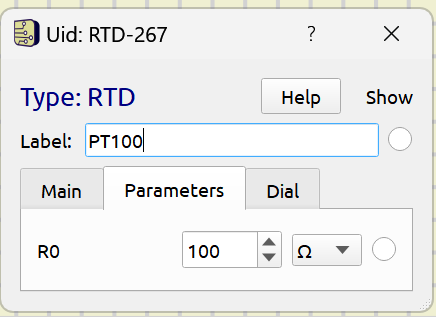 Uid: RTD-267 ?
Type: RTD Help Show
Label: PT100
Main Parameters Dial
R0 100 Ω